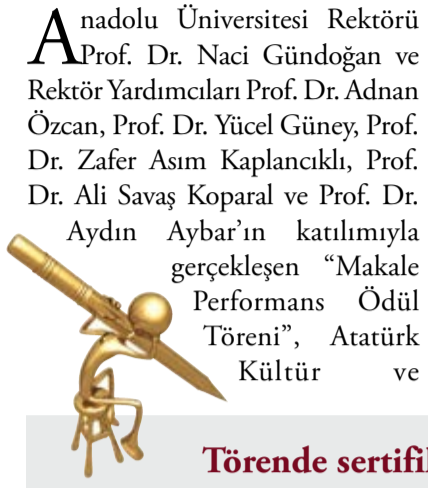 Anadolu Üniversitesi Rektörü
Prof. Dr. Naci Gündoğan ve
Rektör Yardımcıları Prof. Dr. Adnan
Özcan, Prof. Dr. Yücel Güney, Prof.
Dr. Zafer Asım Kaplancıklı, Prof.
Dr. Ali Savaş Koparal ve Prof. Dr.
Aydın Aybar’ın katılımıyla
gerçekleşen “Makale
Performans Ödül
Töreni”, Atatürk
Kültür ve
Törende